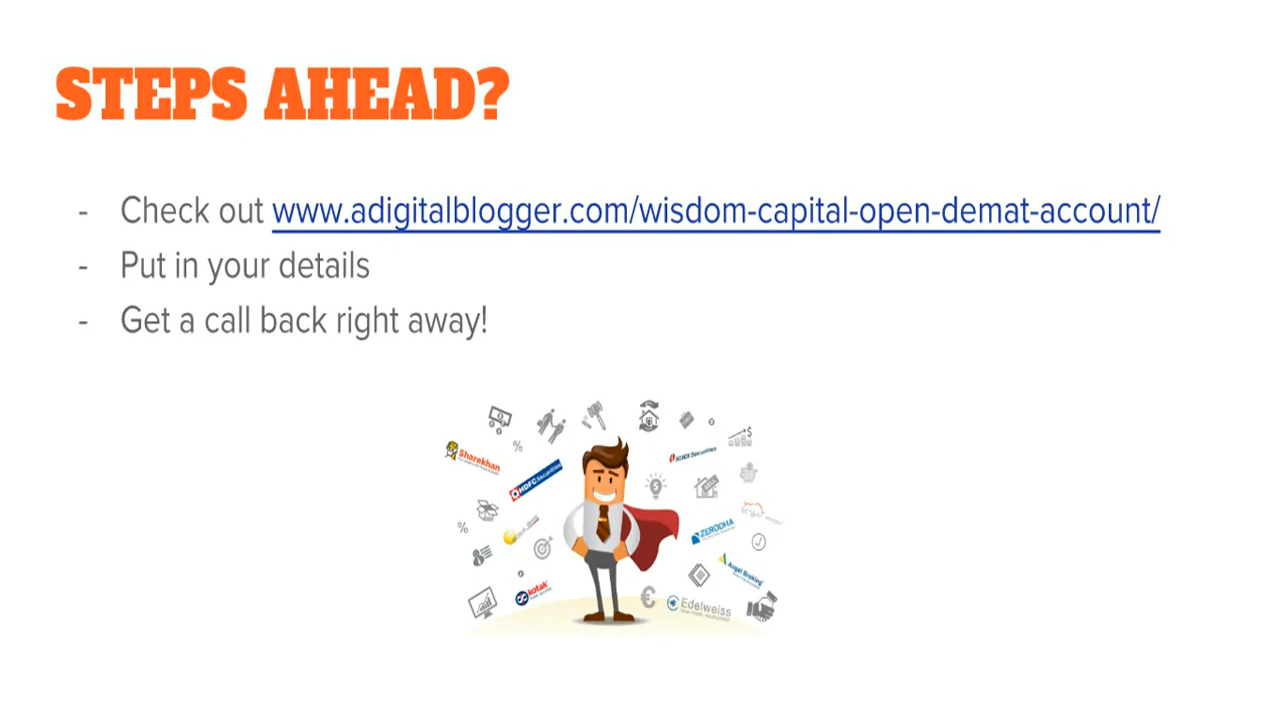 STEPS AHEAD?
- Check out www.adigitalblogger.com/wisdom-capital-open-demat-account/
- Put in your details
- Get a call back right away!
Sharekhan
HDFC Securities
ICICI Securities
ZERODHA
Angel Broking
kotak
Edelweiss